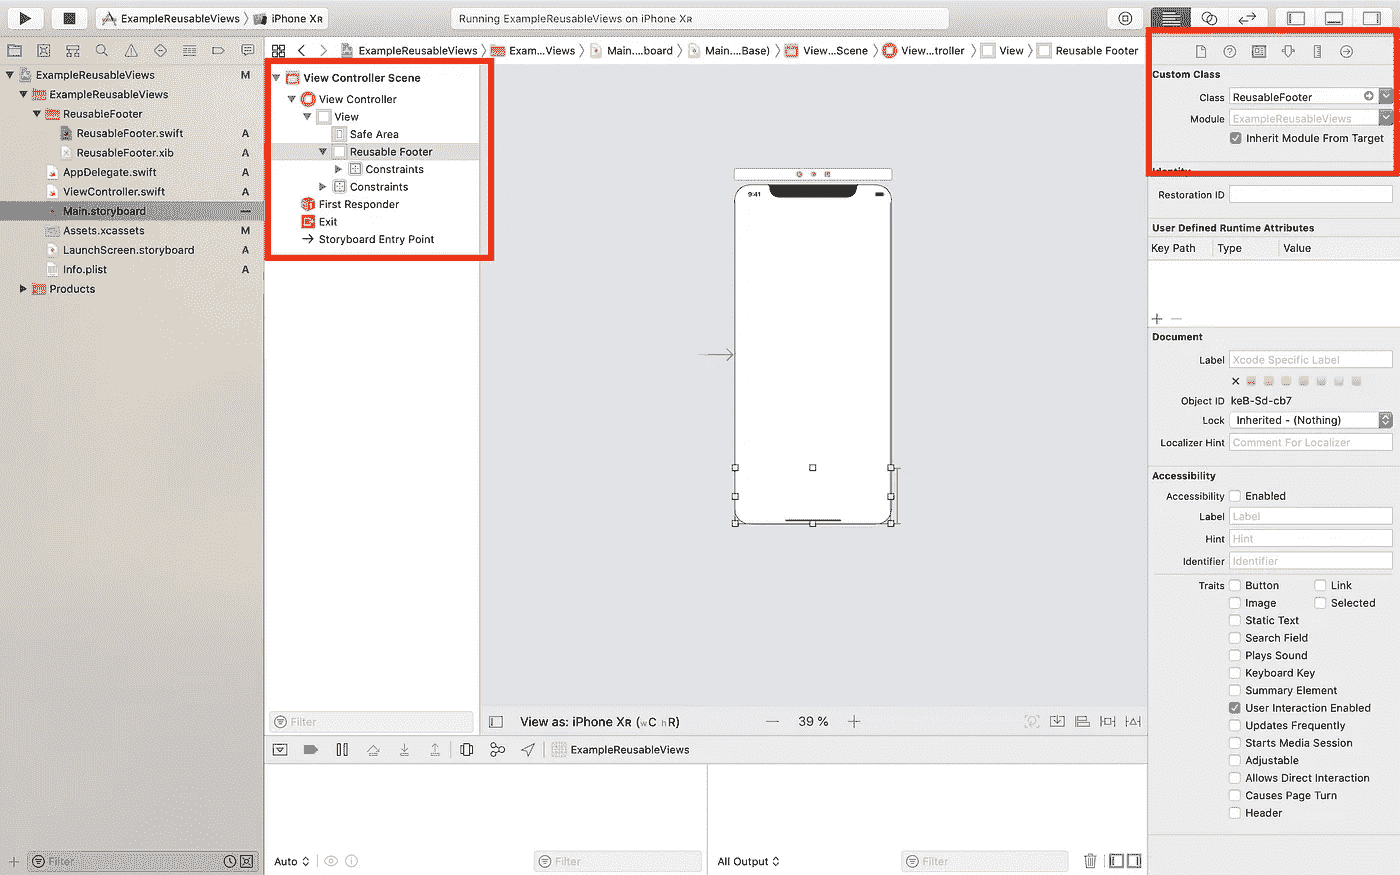 ExampleReusableViews
iPhone XR
Running ExampleReusableViews on iPhone XR
ExampleReusableViews
Exam...Views
Main....board
Main....Base)
View...Scene
View...troller
View
Reusable Footer
ExampleReusableViews M
ExampleReusableViews
ReusableFooter
ReusableFooter.swift A
ReusableFooter.xib A
AppDelegate.swift A
ViewController.swift A
Main.storyboard
Assets.xcassets M
LaunchScreen.storyboard A
Info.plist A
Products
Filter
View Controller Scene
View Controller
View
Safe Area
Reusable Footer
Constraints
Constraints
First Responder
Exit
Storyboard Entry Point
Filter
9:41
View as: iPhone XR (wC hR)
39 %
ExampleReusableViews
Auto
Filter
All Output
Filter
Custom Class
Class ReusableFooter
Module ExampleReusableViews
Inherit Module From Target
Identity
Restoration ID
User Defined Runtime Attributes
Key Path Type Value
Document
Label Xcode Specific Label
Object ID keB-Sd-cb7
Lock Inherited - (Nothing)
Localizer Hint Comment For Localizer
Accessibility
Accessibility Enabled
Label Label
Hint Hint
Identifier Identifier
Traits Button Link
Image Selected
Static Text
Search Field
Plays Sound
Keyboard Key
Summary Element
User Interaction Enabled
Updates Frequently
Starts Media Session
Adjustable
Allows Direct Interaction
Causes Page Turn
Header